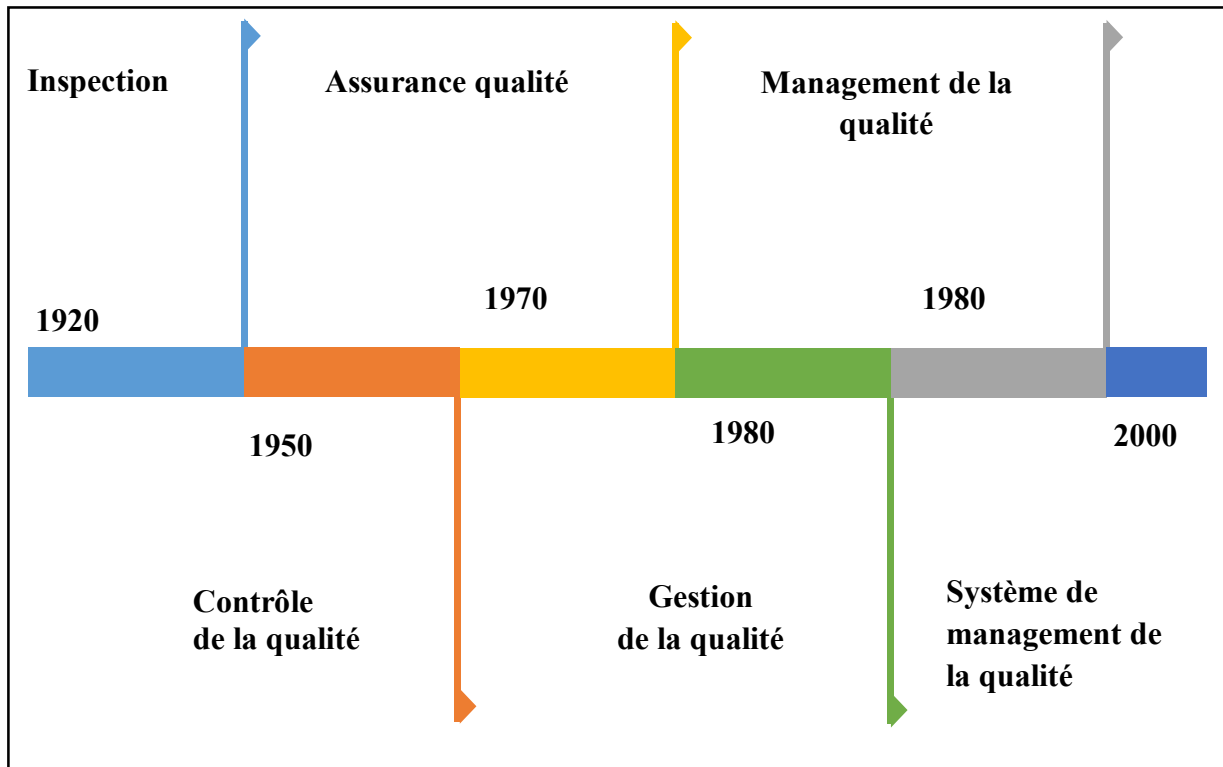 Inspection
Assurance qualité
Management de la
qualité
1920
1970
1980
1950
1980
2000
Contrôle
de la qualité
Gestion
de la qualité
Système de
management de
la qualité